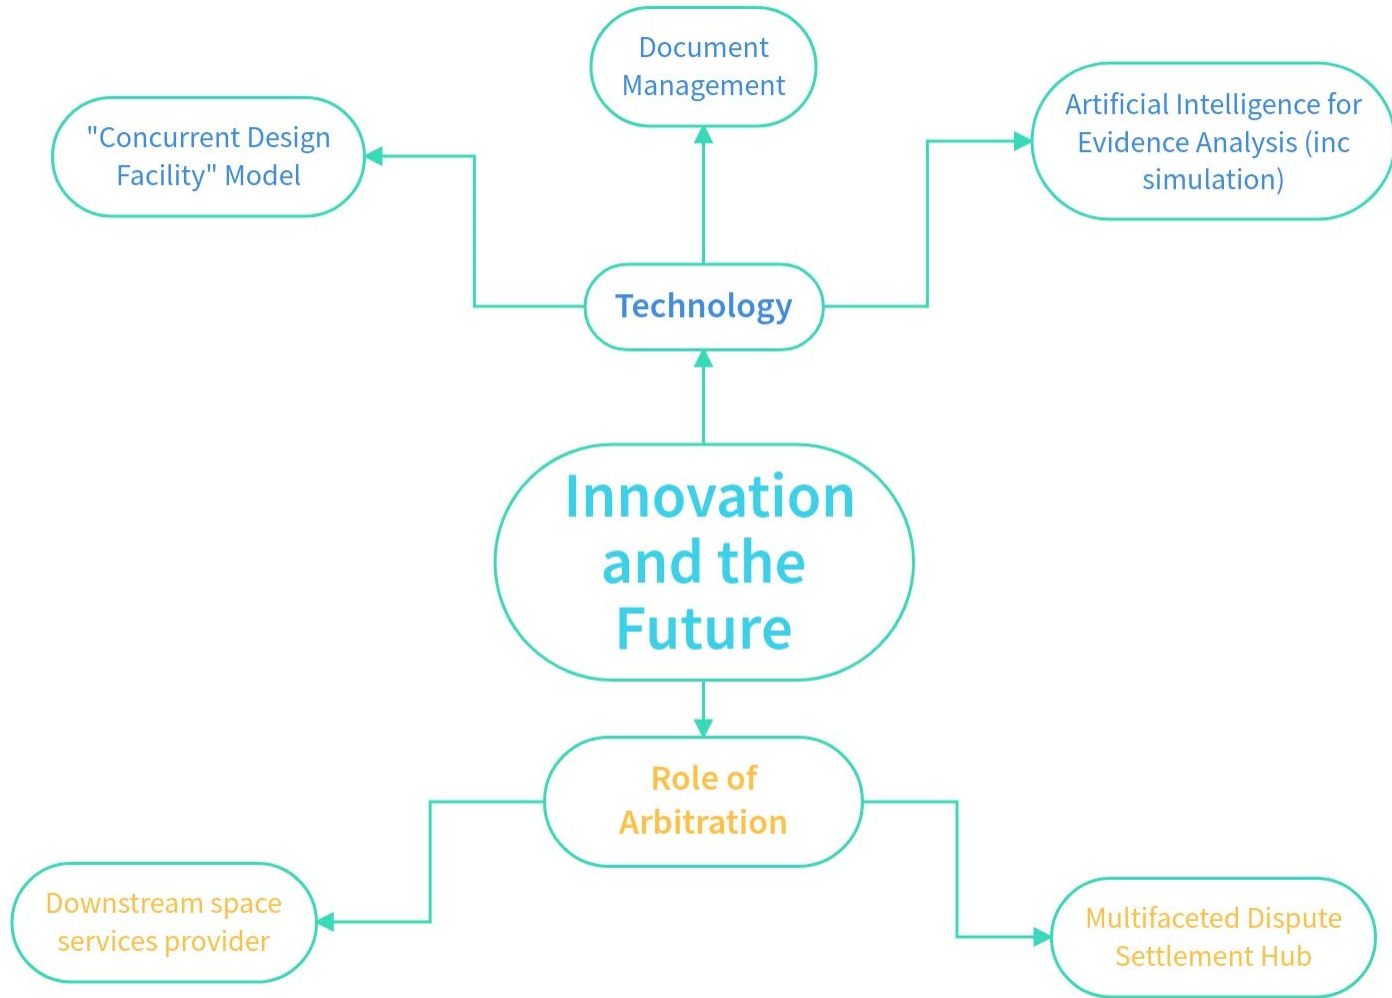 Document
Management
"Concurrent Design
Facility" Model
Artificial Intelligence for
Evidence Analysis (inc
simulation)
Technology
Innovation
and the
Future
Role of
Arbitration
Downstream space
services provider
Multifaceted Dispute
Settlement Hub